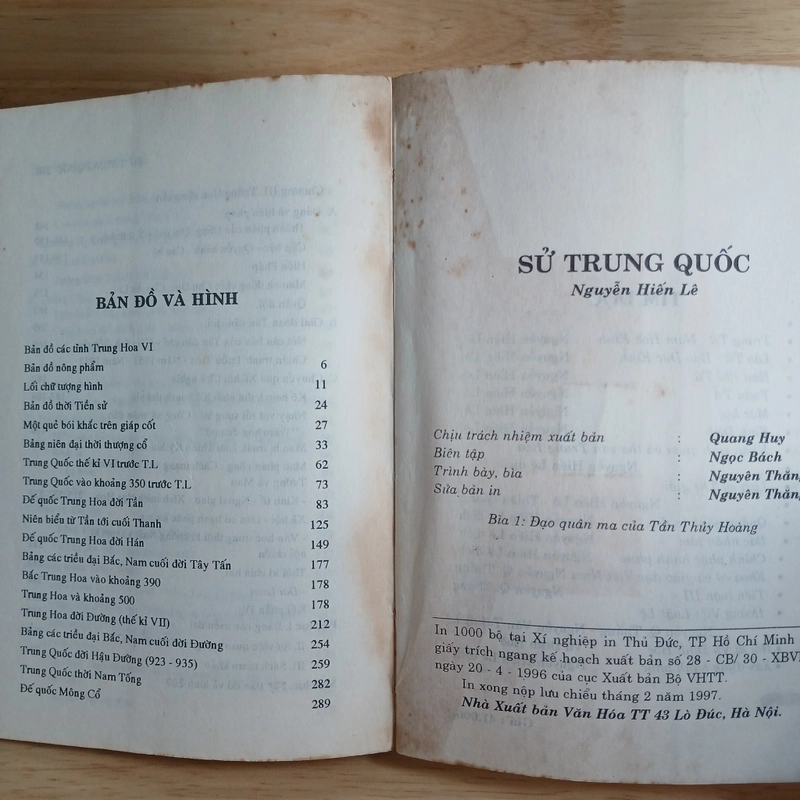 BẢN ĐỒ VÀ HÌNH
Bản đồ các tỉnh Trung Hoa VI
Bản đồ nông phẩm 6
Lối chữ tượng hình 11
Bản đồ thời Tiền sử 24
Một quẻ bói khắc trên giáp cốt 27
Bảng niên đại thời thượng cổ 33
Trung Quốc thế kỉ VI trước T.L 62
Trung Quốc vào khoảng 350 trước T.L 73
Đế quốc Trung Hoa đời Tần 83
Niên biểu từ Tần tới cuối Thanh 125
Đế quốc Trung Hoa đời Hán 149
Bảng các triều đại Bắc, Nam cuối đời Tây Tấn 177
Bắc Trung Hoa vào khoảng 390 178
Trung Hoa và khoảng 500 178
Trung Hoa đời Đường (thế kỉ VII) 212
Bảng các triều đại Bắc, Nam cuối đời Đường 254
Trung Quốc đời Hậu Đường (923 - 935) 259
Trung Quốc thời Nam Tống 282
Đế quốc Mông Cổ 289
SỬ TRUNG QUỐC
Nguyễn Hiến Lê
Chịu trách nhiệm xuất bản : Quang Huy
Biên tập : Ngọc Bách
Trình bày, bìa : Nguyên Thắng
Sửa bản in : Nguyên Thắng
Bìa 1: Đạo quân ma của Tần Thủy Hoàng
In 1000 bộ tại Xí nghiệp in Thủ Đức, TP Hồ Chí Minh
giấy trích ngang kế hoạch xuất bản số 28 - CB/ 30 - XBVH
ngày 20 - 4 - 1996 của cục Xuất bản Bộ VHTT.
In xong nộp lưu chiểu tháng 2 năm 1997.
Nhà Xuất bản Văn Hóa TT 43 Lò Đúc, Hà Nội.